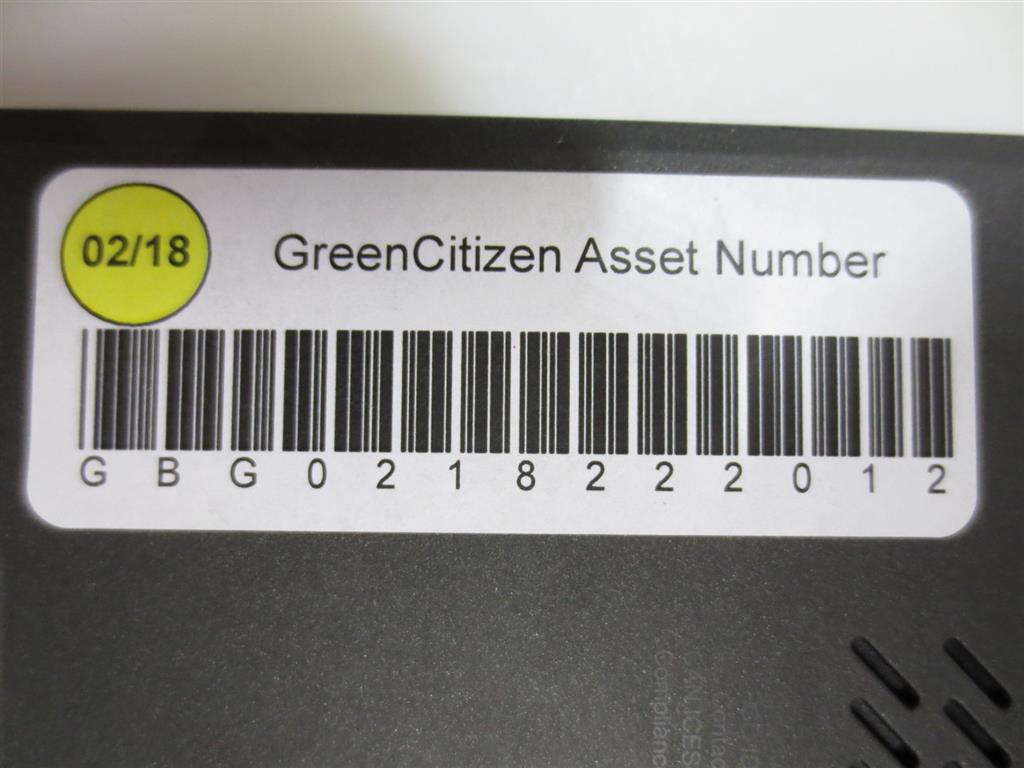 02/18
GreenCitizen Asset Number
G B G 0 2 1 8 2 2 2 0 1 2